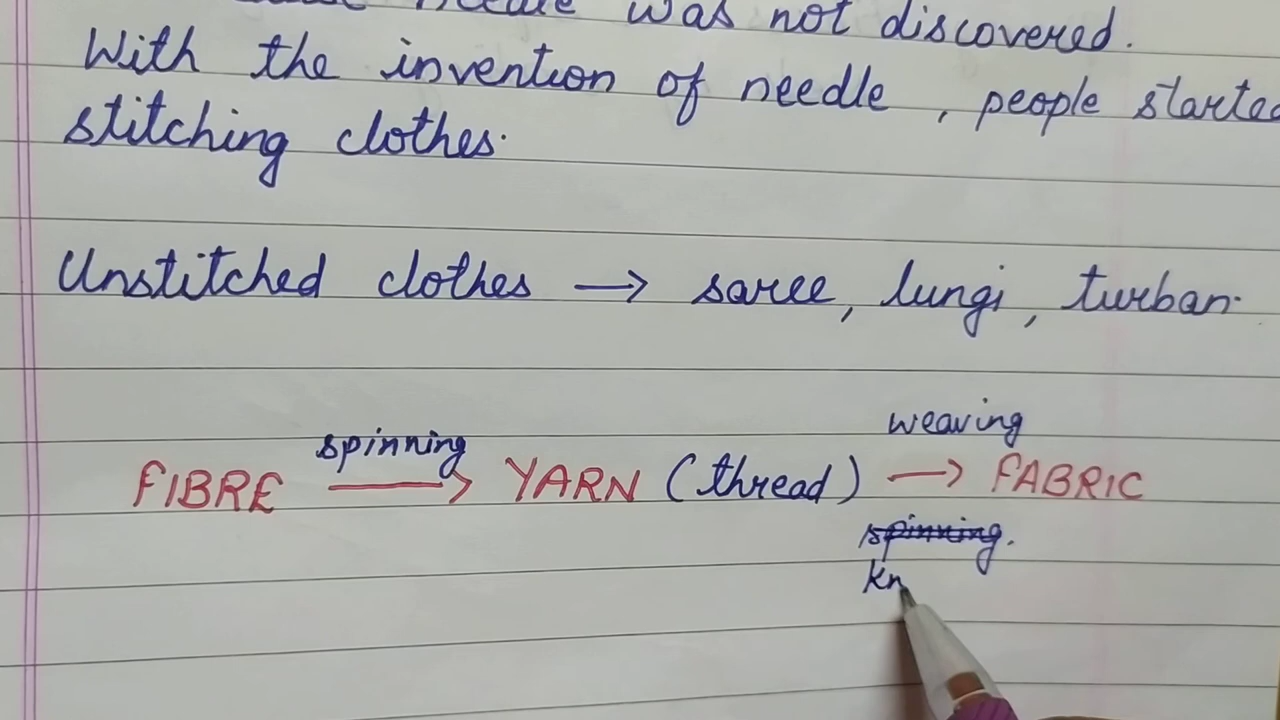 needle was not discovered.
With the invention of needle, people started
stitching clothes.
Unstitched clothes → saree, lungi, turban.
spinning weaving
FIBRE → YARN (thread) → FABRIC
spinning.
Kn